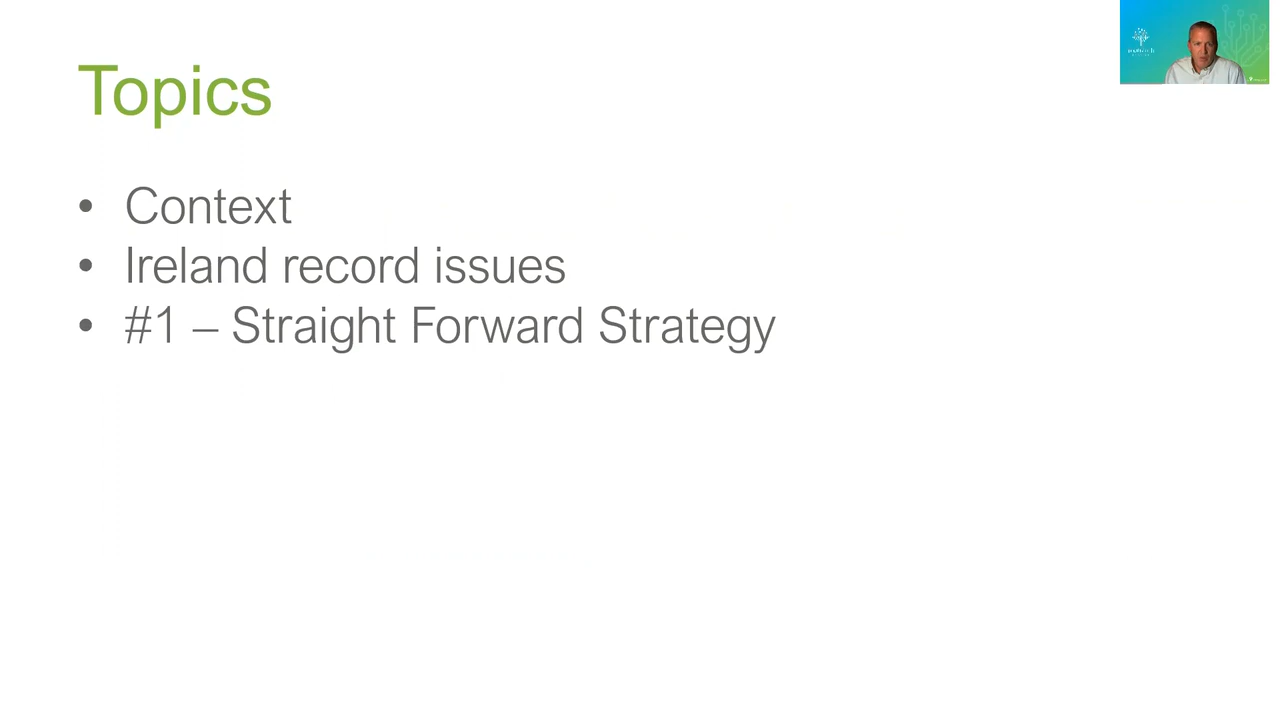 Topics
• Context
• Ireland record issues
• #1 – Straight Forward Strategy